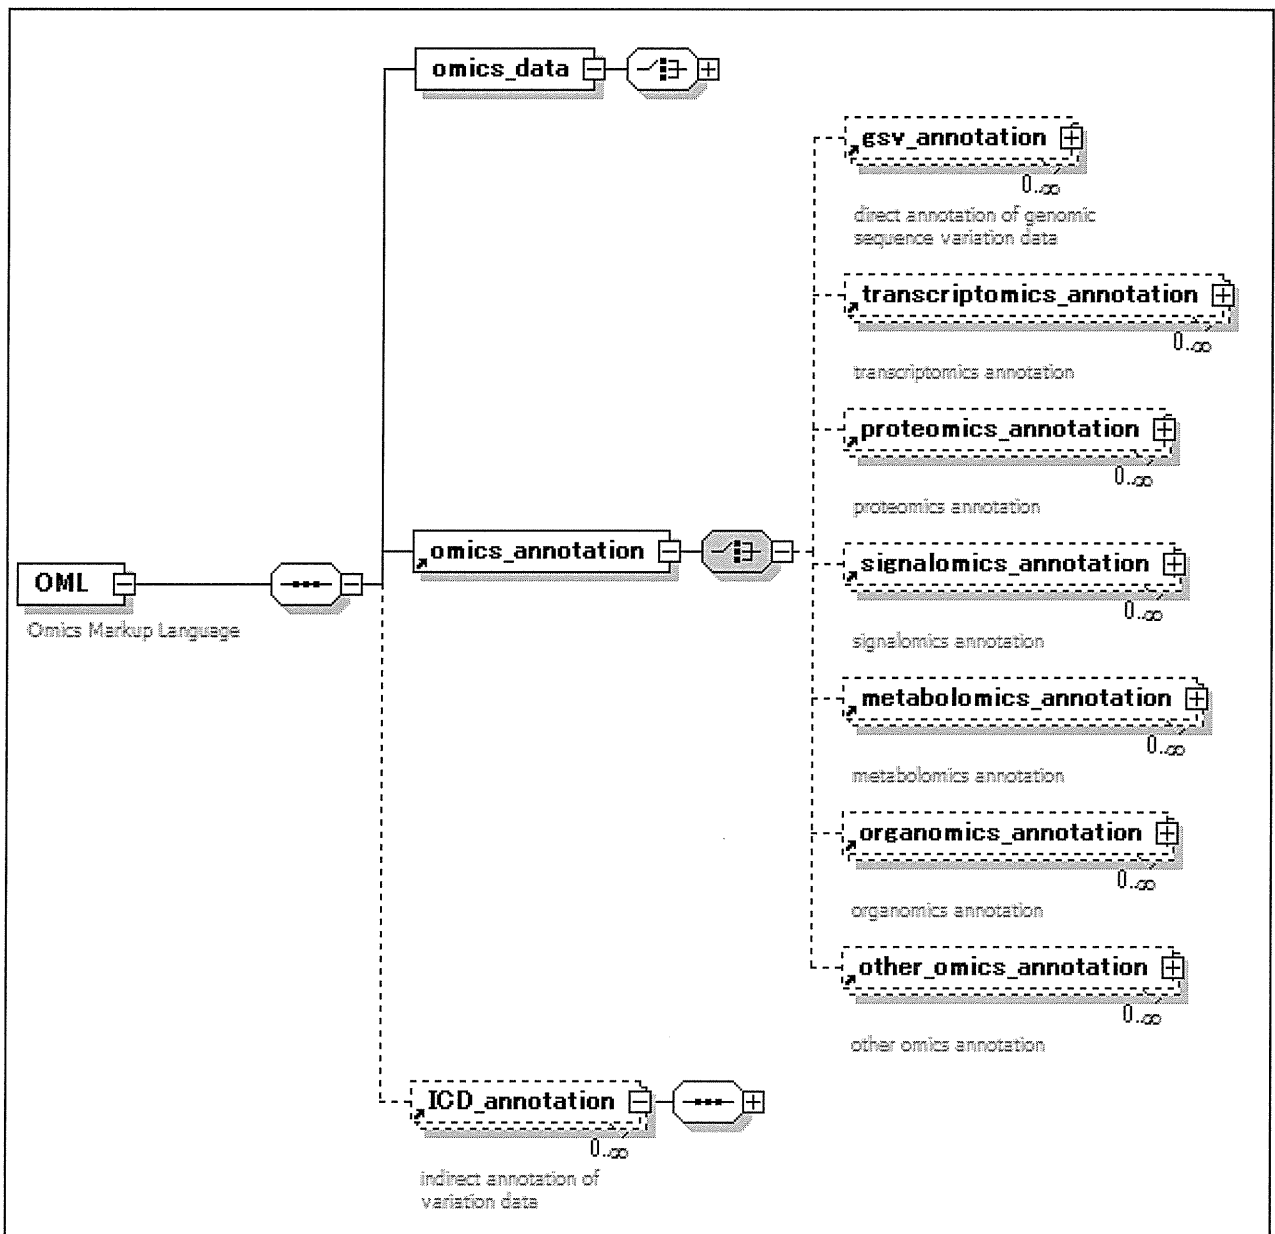 omics_data
gsv_annotation
0..∞
direct annotation of genomic
sequence variation data
transcriptomics_annotation
0..∞
transcriptomics annotation
proteomics_annotation
0..∞
proteomics annotation
omics_annotation
signalomics_annotation
0..∞
signalomics annotation
OML
Omics Markup Language
metabolomics_annotation
0..∞
metabolomics annotation
organomics_annotation
0..∞
organomics annotation
other_omics_annotation
0..∞
other omics annotation
ICD_annotation
0..∞
indirect annotation of
variation data